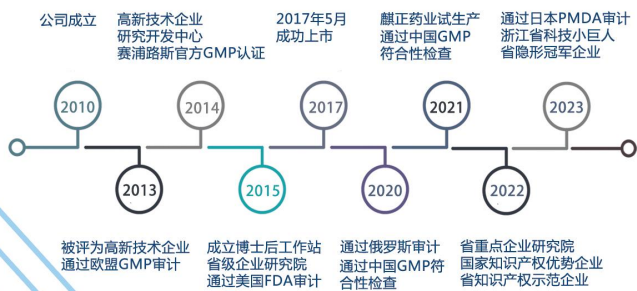 公司成立
高新技术企业
研究开发中心
赛浦路斯官方GMP认证
2017年5月
成功上市
麒正药业试生产
通过中国GMP
符合性检查
通过日本PMDA审计
浙江省科技小巨人
省隐形冠军企业
2010
2014
2017
2021
2023
2013
2015
2020
2022
被评为高新技术企业
通过欧盟GMP审计
成立博士后工作站
省级企业研究院
通过美国FDA审计
通过俄罗斯审计
通过中国GMP符
合性检查
省重点企业研究院
国家知识产权优势企业
省知识产权示范企业